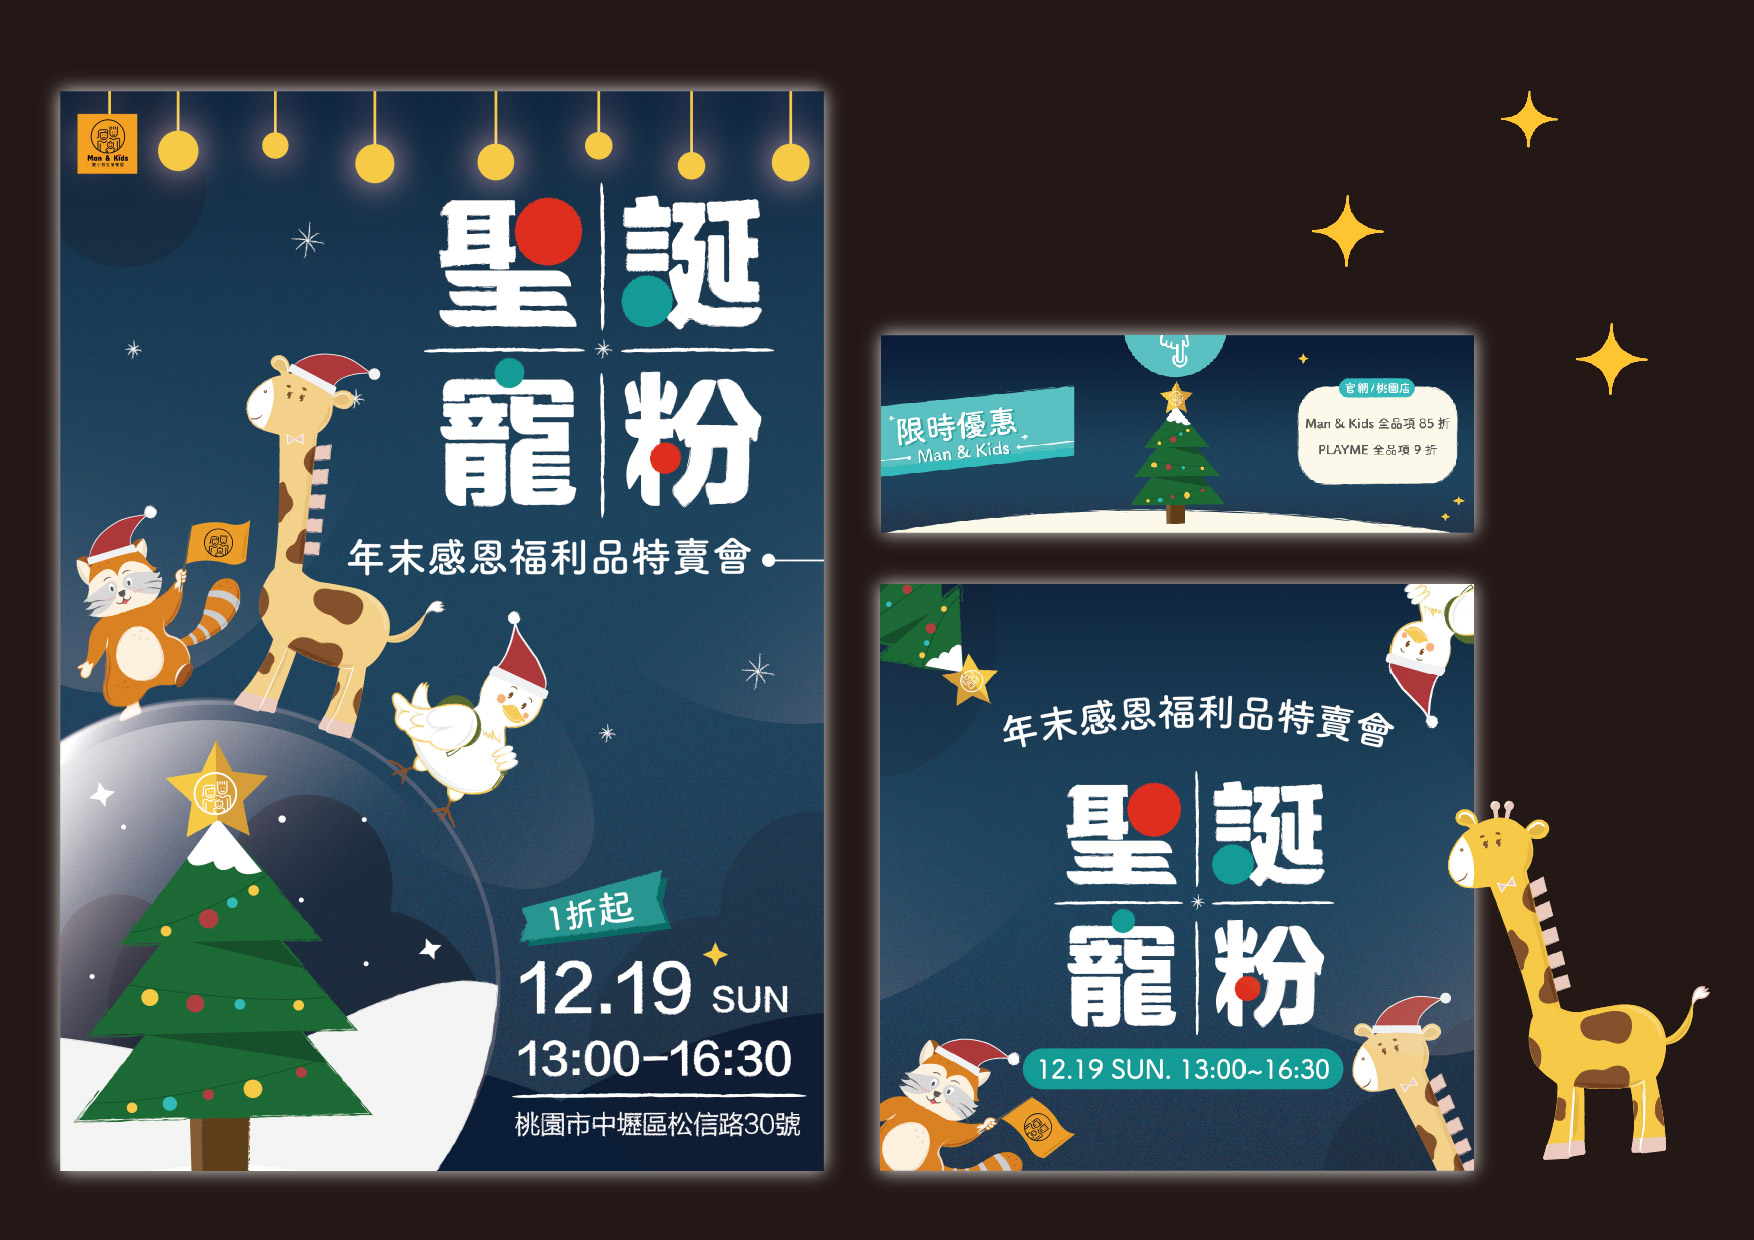 Man & Kids
聖誕
寵粉
年末感恩福利品特賣會
1折起
12.19 SUN
13:00-16:30
桃園市中壢區松信路30號
限時優惠
Man & Kids
官網/桃園店
Man & Kids 全品項 85 折
PLAYME 全品項 9 折
年末感恩福利品特賣會
聖誕
寵粉
12.19 SUN. 13:00~16:30